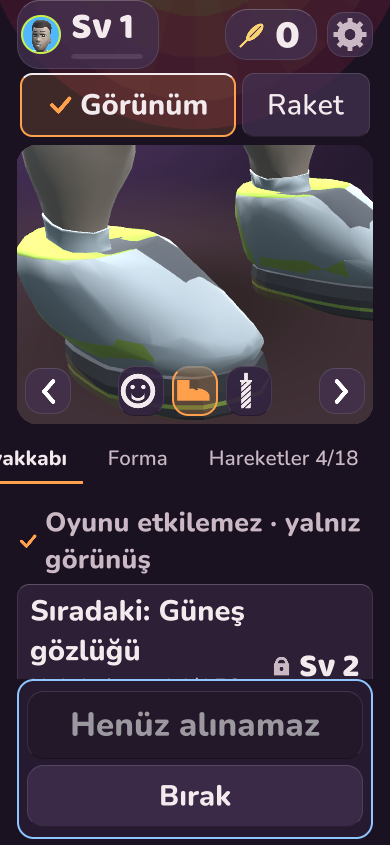 Sv 1
0
Görünüm
Raket
yakkabı
Forma
Hareketler 4/18
Oyunu etkilemez · yalnız
görünüş
Sıradaki: Güneş
gözlüğü
Sv 2
Henüz alınamaz
Bırak